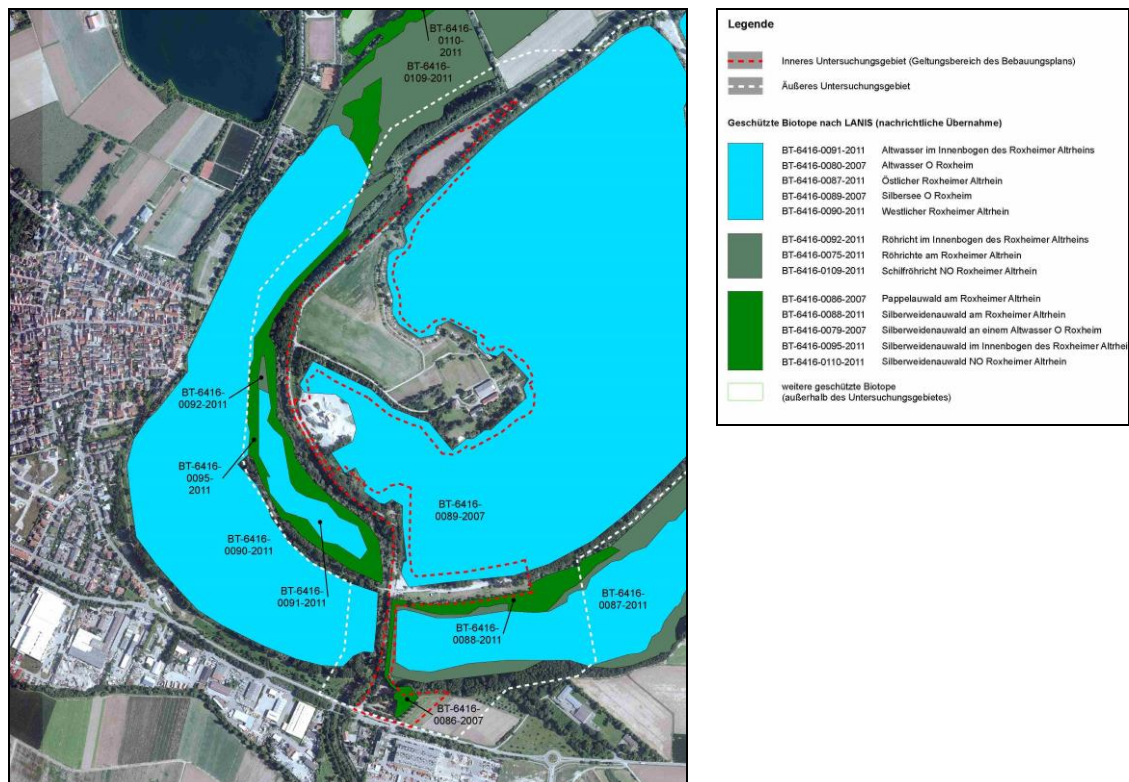 BT-6416-
0110-
2011
BT-6416-
0109-2011
BT-6416-
0092-2011
BT-6416-
0095-
2011
BT-6416-
0090-2011
BT-6416-
0091-2011
BT-6416-
0089-2007
BT-6416-
0087-2011
BT-6416-
0088-2011
BT-6416-
0086-2007
Legende
Inneres Untersuchungsgebiet (Geltungsbereich des Bebauungsplans)
Äußeres Untersuchungsgebiet
Geschützte Biotope nach LANIS (nachrichtliche Übernahme)
BT-6416-0091-2011 Altwasser im Innenbogen des Roxheimer Altrheins
BT-6416-0080-2007 Altwasser O Roxheim
BT-6416-0087-2011 Östlicher Roxheimer Altrhein
BT-6416-0089-2007 Silbersee O Roxheim
BT-6416-0090-2011 Westlicher Roxheimer Altrhein
BT-6416-0092-2011 Röhricht im Innenbogen des Roxheimer Altrheins
BT-6416-0075-2011 Röhrichte am Roxheimer Altrhein
BT-6416-0109-2011 Schilfröhricht NO Roxheimer Altrhein
BT-6416-0086-2007 Pappelauwald am Roxheimer Altrhein
BT-6416-0088-2011 Silberweidenauwald am Roxheimer Altrhein
BT-6416-0079-2007 Silberweidenauwald an einem Altwasser O Roxheim
BT-6416-0095-2011 Silberweidenauwald im Innenbogen des Roxheimer Altrhei
BT-6416-0110-2011 Silberweidenauwald NO Roxheimer Altrhein
weitere geschützte Biotope
(außerhalb des Untersuchungsgebietes)